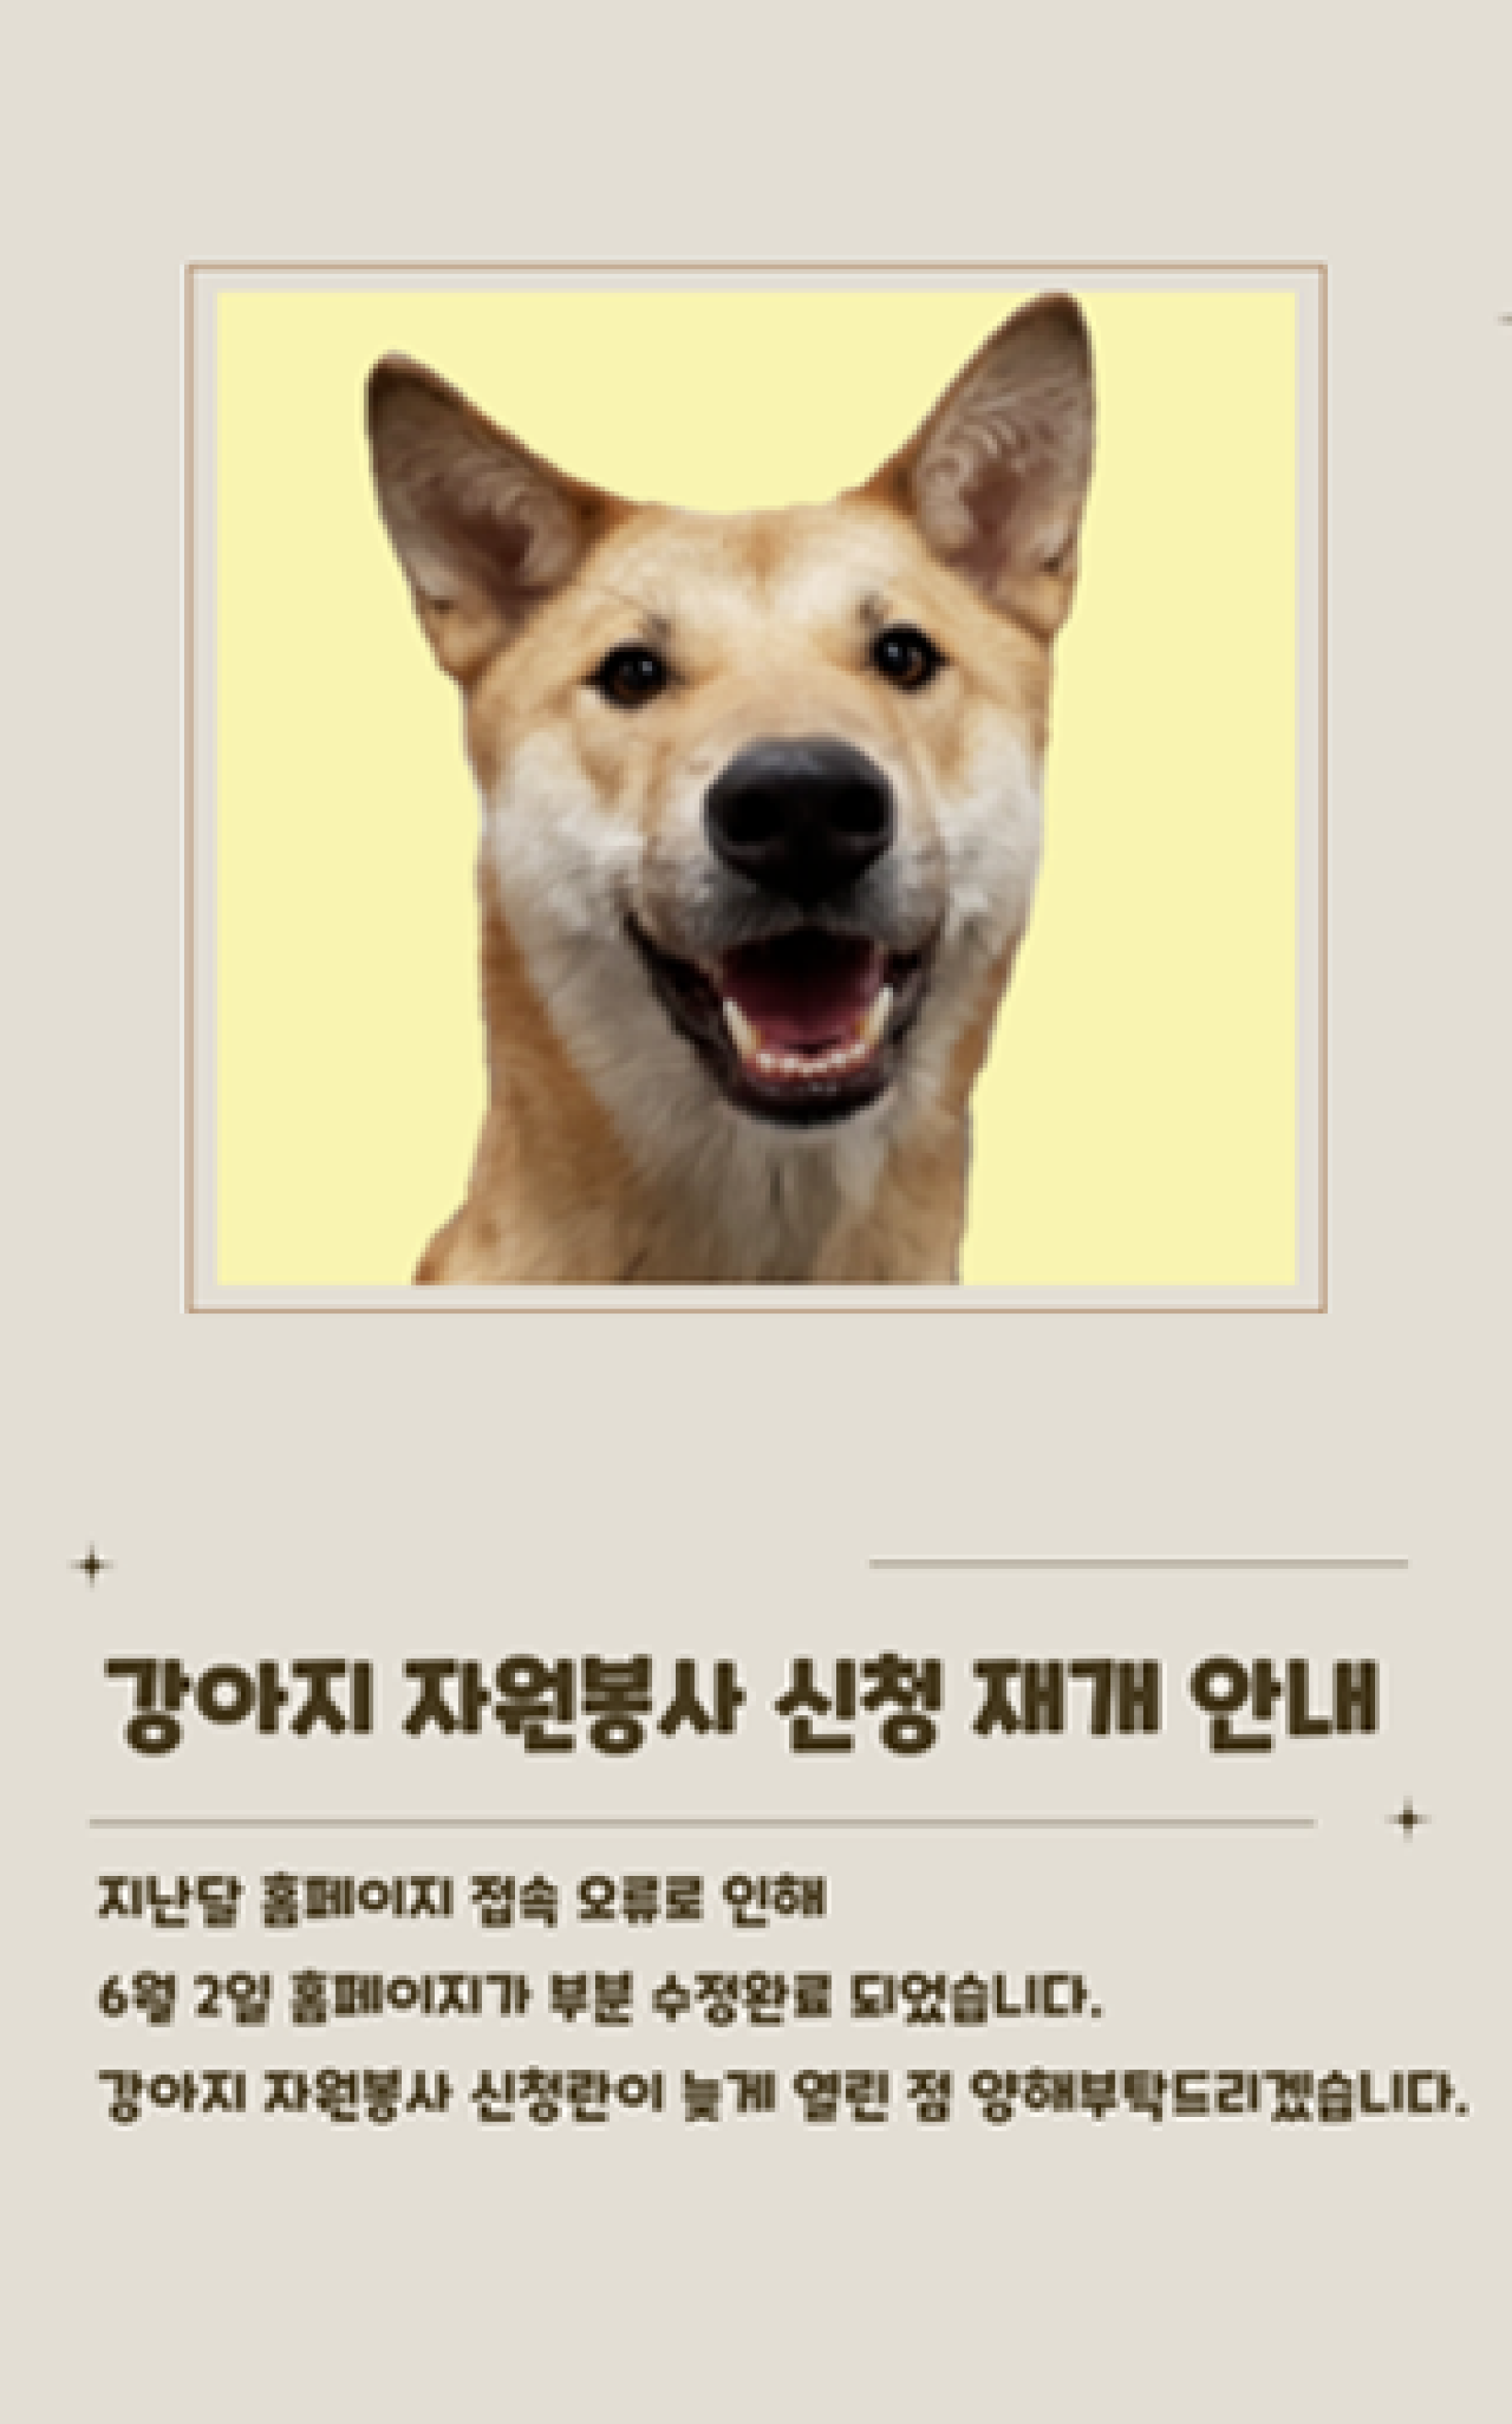 강아지 자원봉사 신청 재개 안내
지난달 홈페이지 접속 오류로 인해
6월 2일 홈페이지가 부분 수정완료 되었습니다.
강아지 자원봉사 신청란이 늦게 열린 점 양해부탁드리겠습니다.